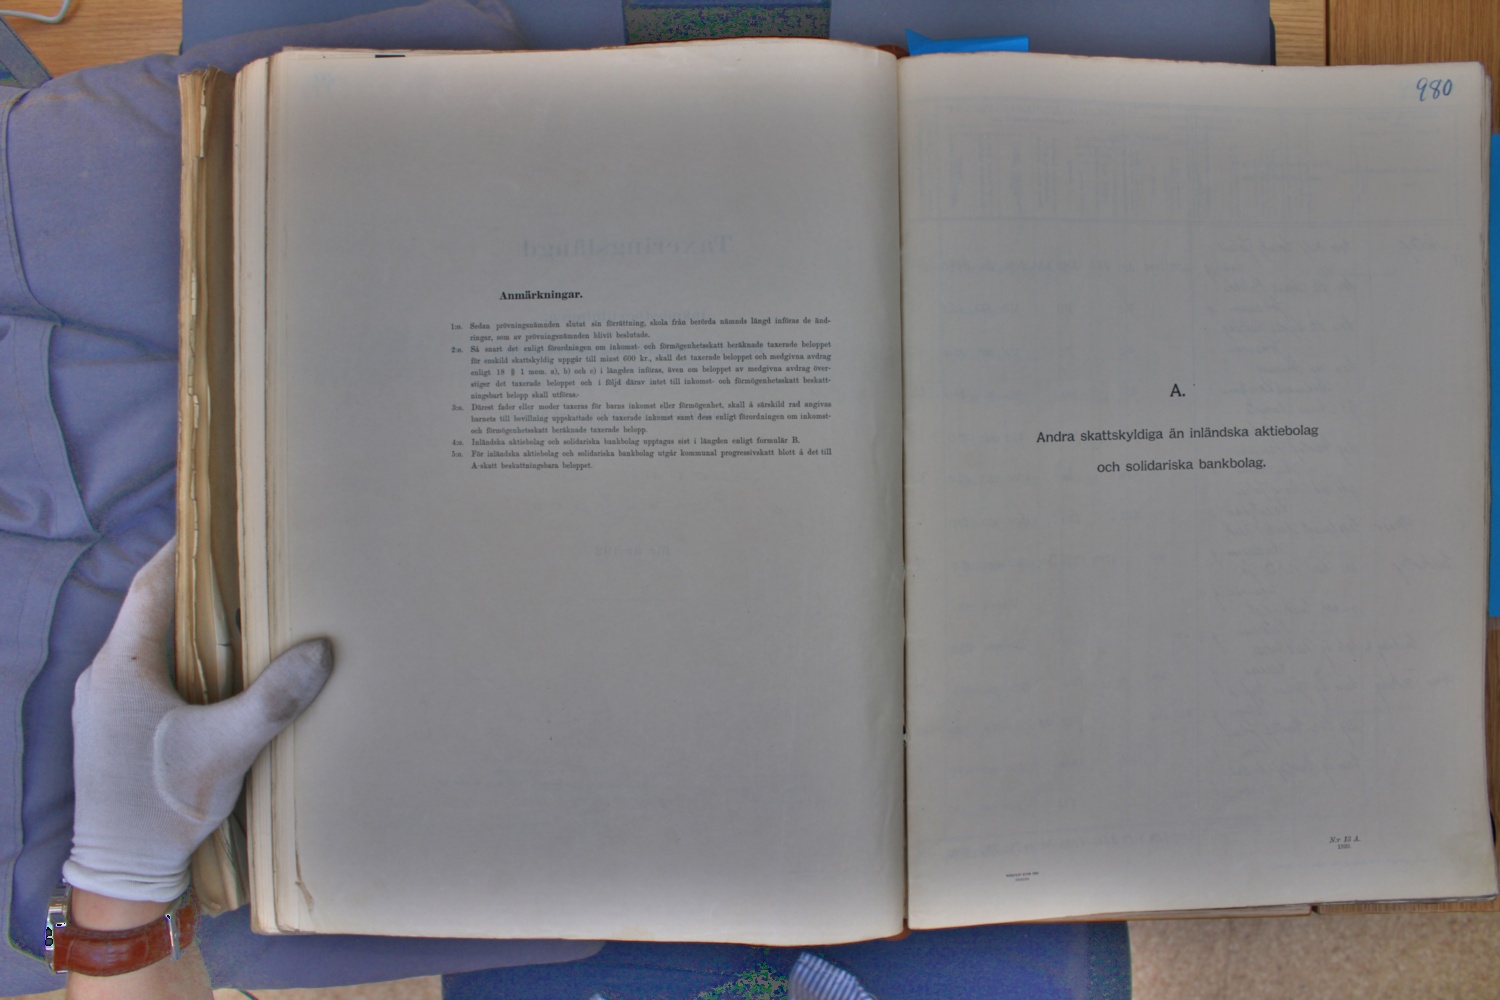 Anmärkningar.
1:o. Sedan prövningsnämnden slutat sin förrättning, skola från berörda nämnds längd införas de änd-
ringar, som av prövningsnämnden blivit beslutade.
2:o. Så snart det enligt förordningen om inkomst- och förmögenhetsskatt beräknade taxerade beloppet
för enskild skattskyldig uppgår till minst 600 kr., skall det taxerade beloppet och medgivna avdrag
enligt 18 § 1 mom. a), b) och c) i längden införas, även om beloppet av medgivna avdrag över-
stiger det taxerade beloppet och i följd därav intet till inkomst- och förmögenhetsskatt beskatt-
ningsbart belopp skall utföras.
3:o. Därest fader eller moder taxeras för barns inkomst eller förmögenhet, skall å särskild rad angivas
barnets till bevillning uppskattade och taxerade inkomst samt dess enligt förordningen om inkomst-
och förmögenhetsskatt beräknade taxerade belopp.
4:o. Inländska aktiebolag och solidariska bankbolag upptagas sist i längden enligt formulär B.
5:o. För inländska aktiebolag och solidariska bankbolag utgår kommunal progressivskatt blott å det till
A-skatt beskattningsbara beloppet.
980
A.
Andra skattskyldiga än inländska aktiebolag
och solidariska bankbolag.
N:r 13 A.